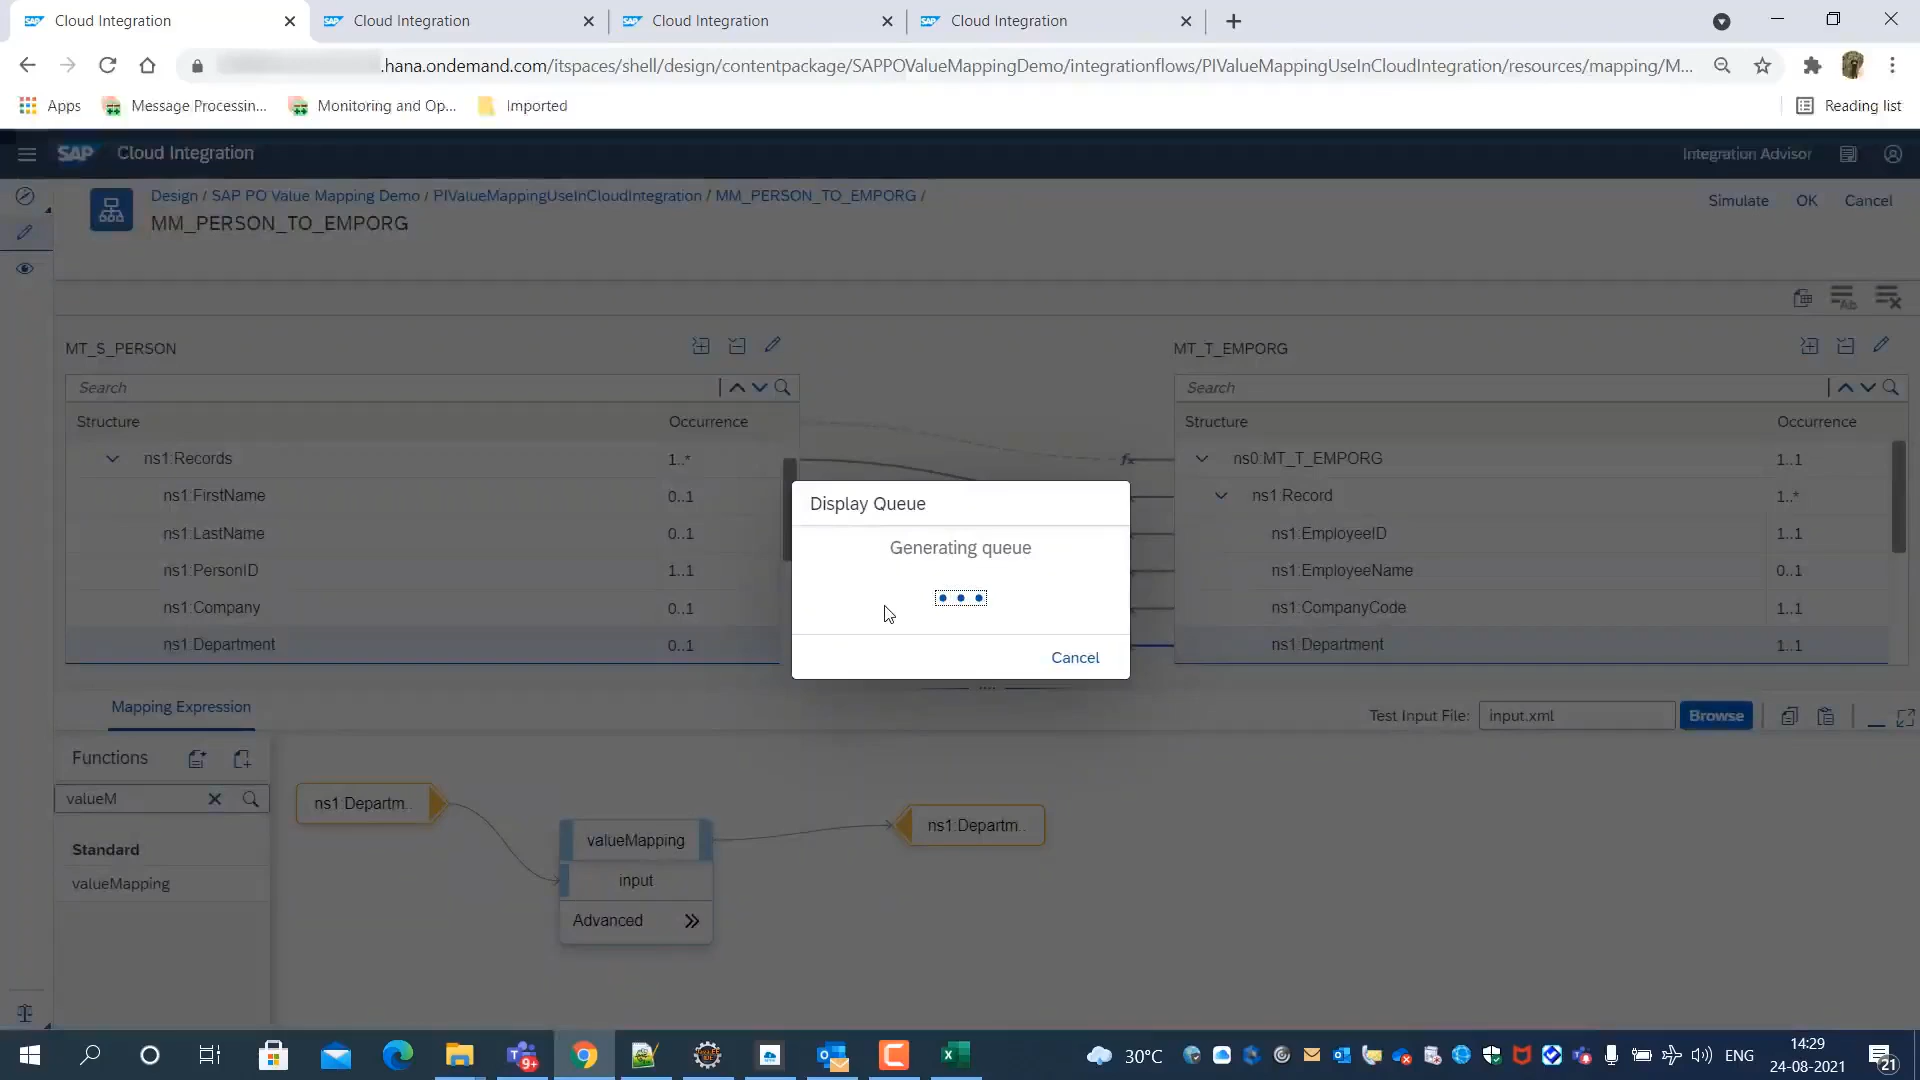 Cloud Integration
Cloud Integration
Cloud Integration
Cloud Integration
.hana.ondemand.com/itspaces/shell/design/contentpackage/SAPPOValueMappingDemo/integrationflows/PIValueMappingUseInCloudIntegration/resources/mapping/M...
Apps
Message Processin...
Monitoring and Op...
Imported
Reading list
SAP
Cloud Integration
Integration Advisor
Design / SAP PO Value Mapping Demo / PIValueMappingUseInCloudIntegration / MM_PERSON_TO_EMPORG /
MM_PERSON_TO_EMPORG
Simulate
OK
Cancel
MT_S_PERSON
Search
Structure
Occurrence
ns1:Records
1..*
ns1:FirstName
0..1
ns1:LastName
0..1
ns1:PersonID
1..1
ns1:Company
0..1
ns1:Department
0..1
MT_T_EMPORG
Search
Structure
Occurrence
fx
ns0:MT_T_EMPORG
1..1
ns1:Record
1..*
ns1:EmployeeID
1..1
ns1:EmployeeName
0..1
ns1:CompanyCode
1..1
ns1:Department
1..1
Display Queue
Generating queue
Cancel
Mapping Expression
Test Input File:
input.xml
Browse
Functions
valueM
Standard
valueMapping
ns1:Departm..
valueMapping
input
Advanced
ns1:Departm..
9+
30°C
ENG
14:29
24-08-2021
21